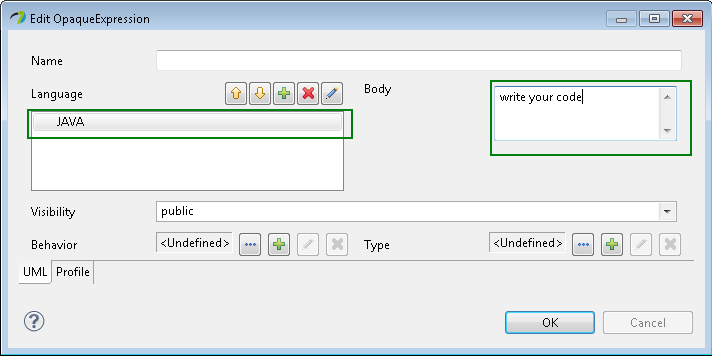 Edit OpaqueExpression
Name
Language
Body
JAVA
write your code
Visibility
public
Behavior
<Undefined>
Type
<Undefined>
UML
Profile
OK
Cancel